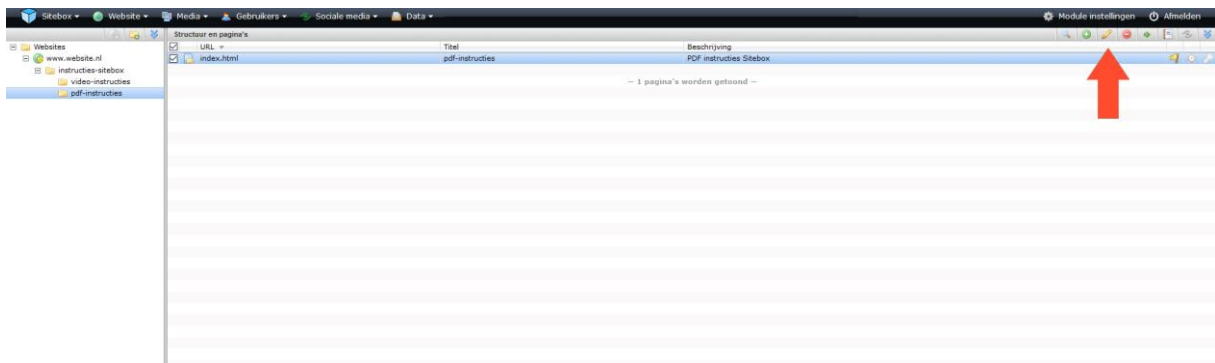 Sitebox Website Media Gebruikers Sociale media Data Module instellingen Afmelden
Structuur en pagina's
Websites
www.website.nl
instructies-sitebox
video-instructies
pdf-instructies
URL Titel Beschrijving
index.html pdf-instructies PDF instructies Sitebox
— 1 pagina's worden getoond —